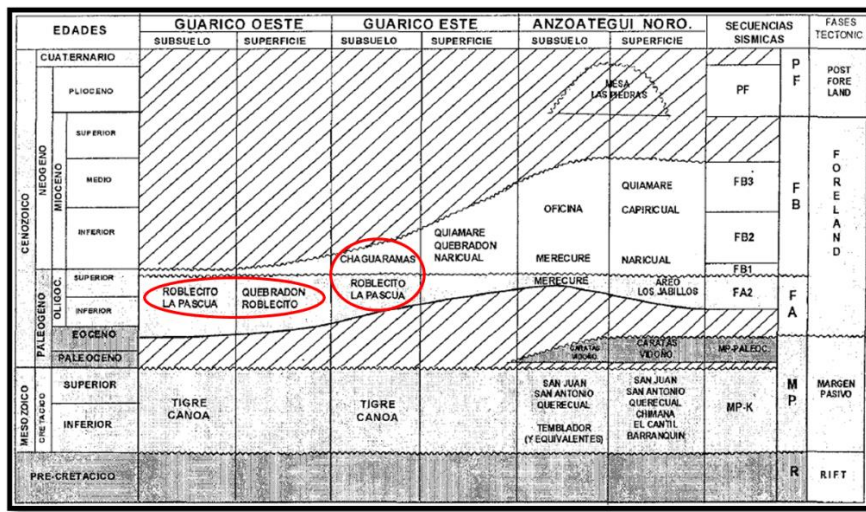 EDADES
GUARICO OESTE
GUARICO ESTE
ANZOATEGUI NORO.
SECUENCIAS
SISMICAS
FASES
TECTONIC
SUBSUELO
SUPERFICIE
SUBSUELO
SUPERFICIE
SUBSUELO
SUPERFICIE
CENOZOICO
CUATERNARIO
NEOGENO
PLIOCENO
MIOCENO
SUPERIOR
MEDIO
INFERIOR
PALEOGENO
OLIGOC.
SUPERIOR
INFERIOR
EOCENO
PALEOCENO
MESOZOICO
CRETACICO
SUPERIOR
INFERIOR
PRE-CRETACICO
ROBLECITO
LA PASCUA
TIGRE
CANOA
QUEBRADON
ROBLECITO
CHAGUARAMAS
ROBLECITO
LA PASCUA
TIGRE
CANOA
QUIAMARE
QUEBRADON
NARICUAL
MESA
LAS PIEDRAS
OFICINA
MERECURE
MERECURE
CARATAS
VIDOÑO
SAN JUAN
SAN ANTONIO
QUERECUAL
TEMBLADOR
(Y EQUIVALENTES)
QUIAMARE
CAPIRICUAL
NARICUAL
AREO
LOS JABILLOS
CARATAS
VIDOÑO
SAN JUAN
SAN ANTONIO
QUERECUAL
CHIMANA
EL CANTIL
BARRANQUIN
PF
FB3
FB2
FB1
FA2
MP-PALEOC
MP-K
P
F
F
B
F
A
M
P
R
POST
FORE
LAND
FORELAND
MARGEN
PASIVO
RIFT